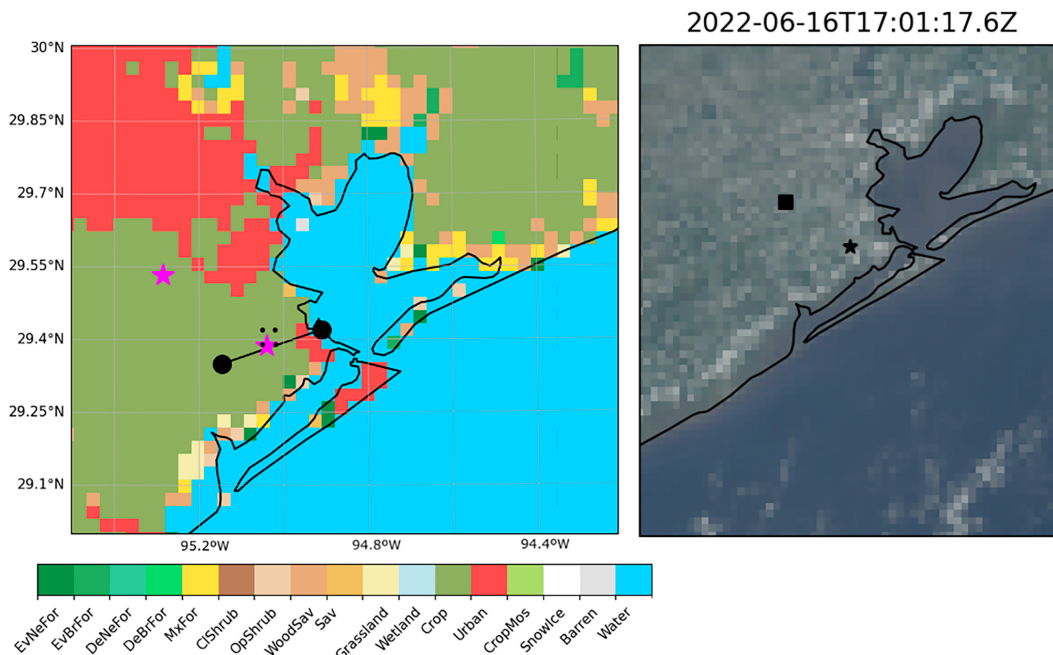 2022-06-16T17:01:17.6Z
30°N
29.85°N
29.7°N
29.55°N
29.4°N
29.25°N
29.1°N
95.2°W 94.8°W 94.4°W
EvNeFor
EvBrFor
DeNeFor
DeBrFor
MxFor
ClShrub
OpShrub
WoodSav
Sav
Grassland
Wetland
Crop
Urban
CropMos
SnowIce
Barren
Water